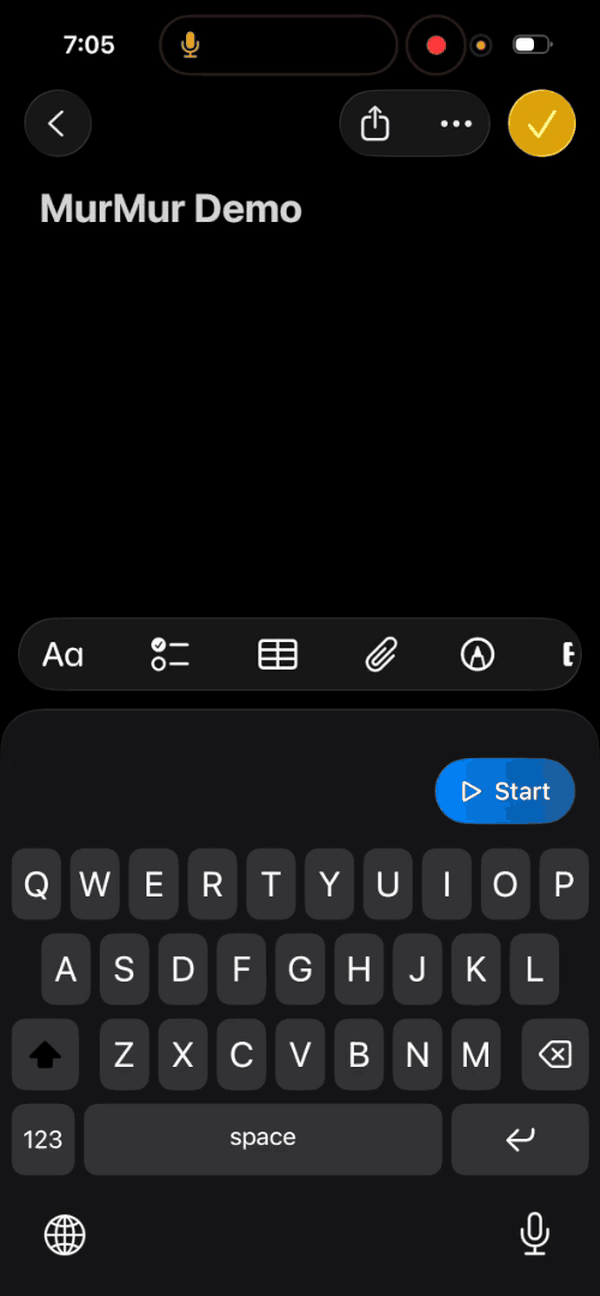 7:05
MurMur Demo
Aa
Start
Q W E R T Y U I O P
A S D F G H J K L
Z X C V B N M
123 space